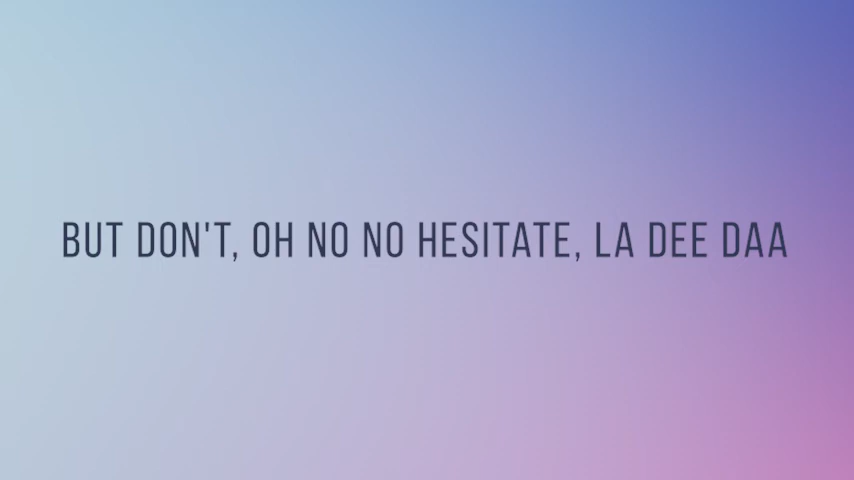 BUT DON'T, OH NO NO HESITATE, LA DEE DAA